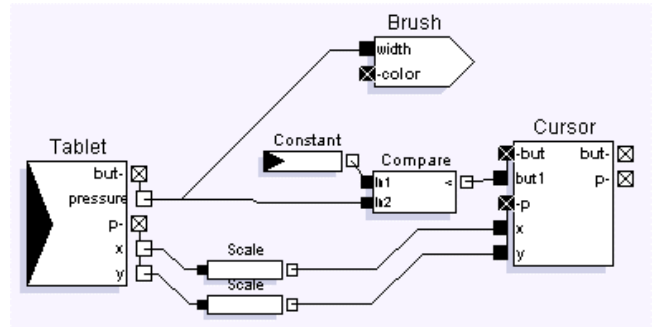 Brush
width
-color
Tablet
but-
pressure
p-
x
y
Constant
Compare
In1
<
In2
Scale
Scale
Cursor
-but
but-
but1
p-
-p
x
y